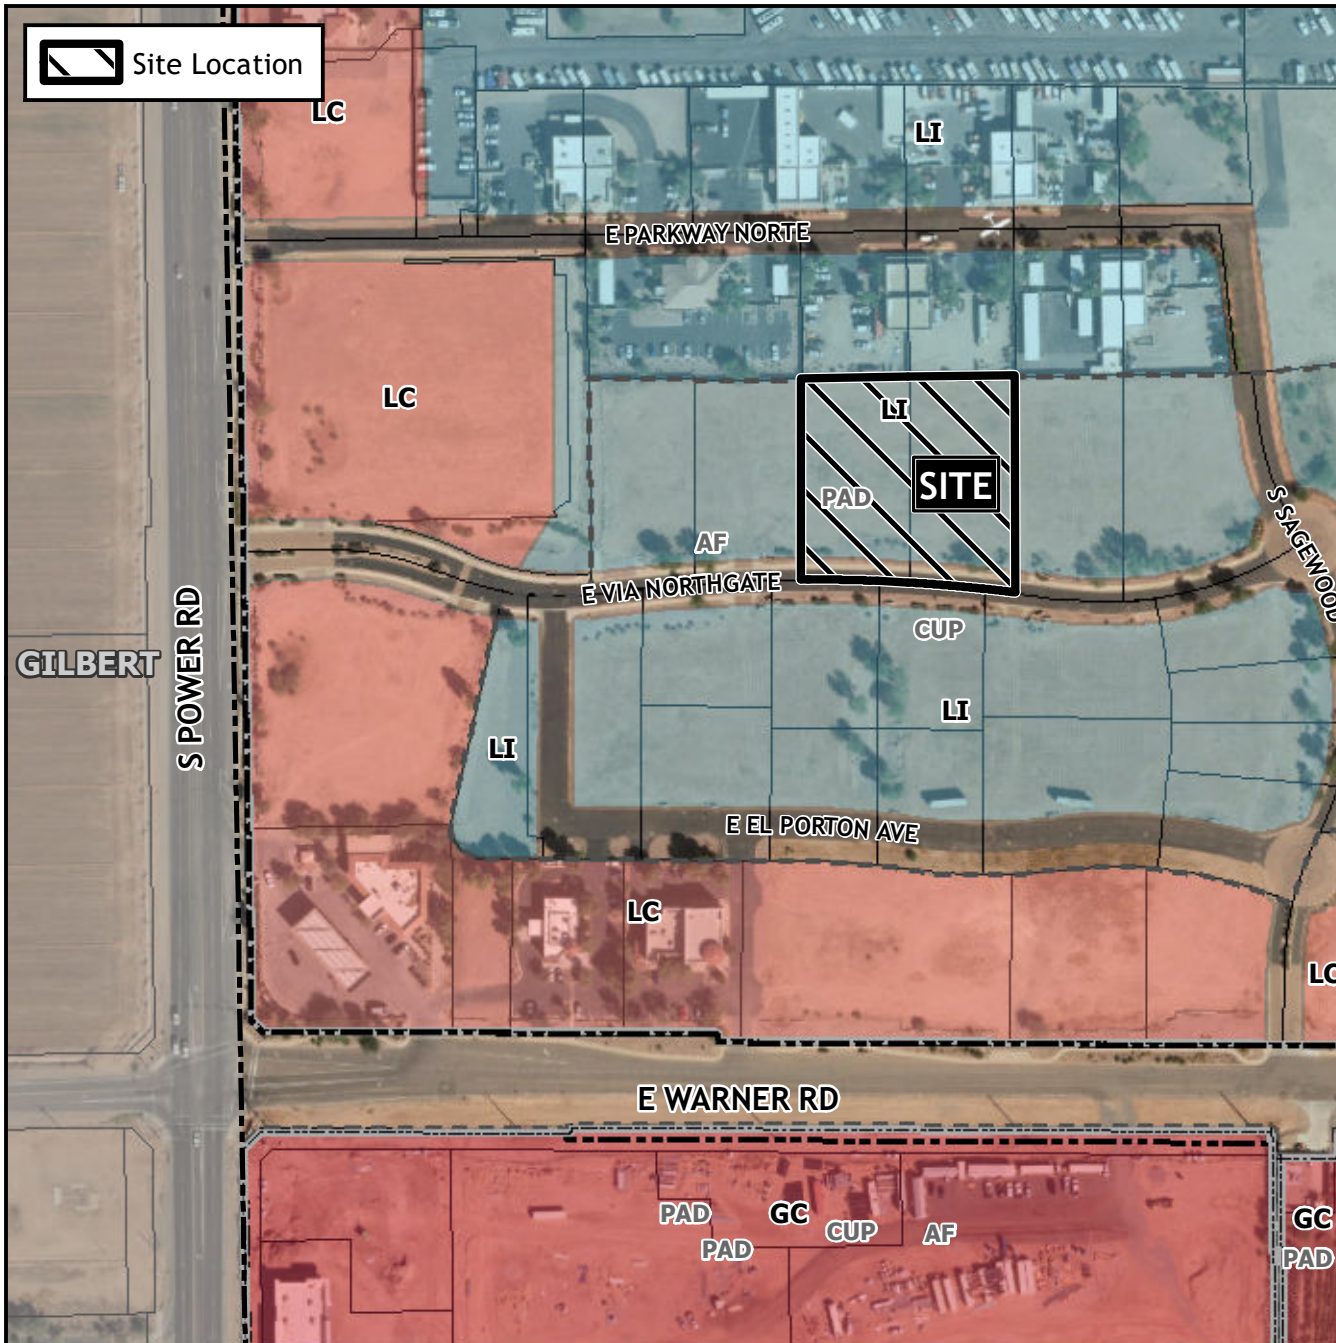 Site Location
LC
LI
E PARKWAY NORTE
LC
LI
SITE
PAD
S SAGEWOOD
AF
E VIA NORTHGATE
CUP
GILBERT
S POWER RD
LI
LI
E EL PORTON AVE
LC
LC
E WARNER RD
PAD
GC
CUP
AF
PAD
GC
PAD